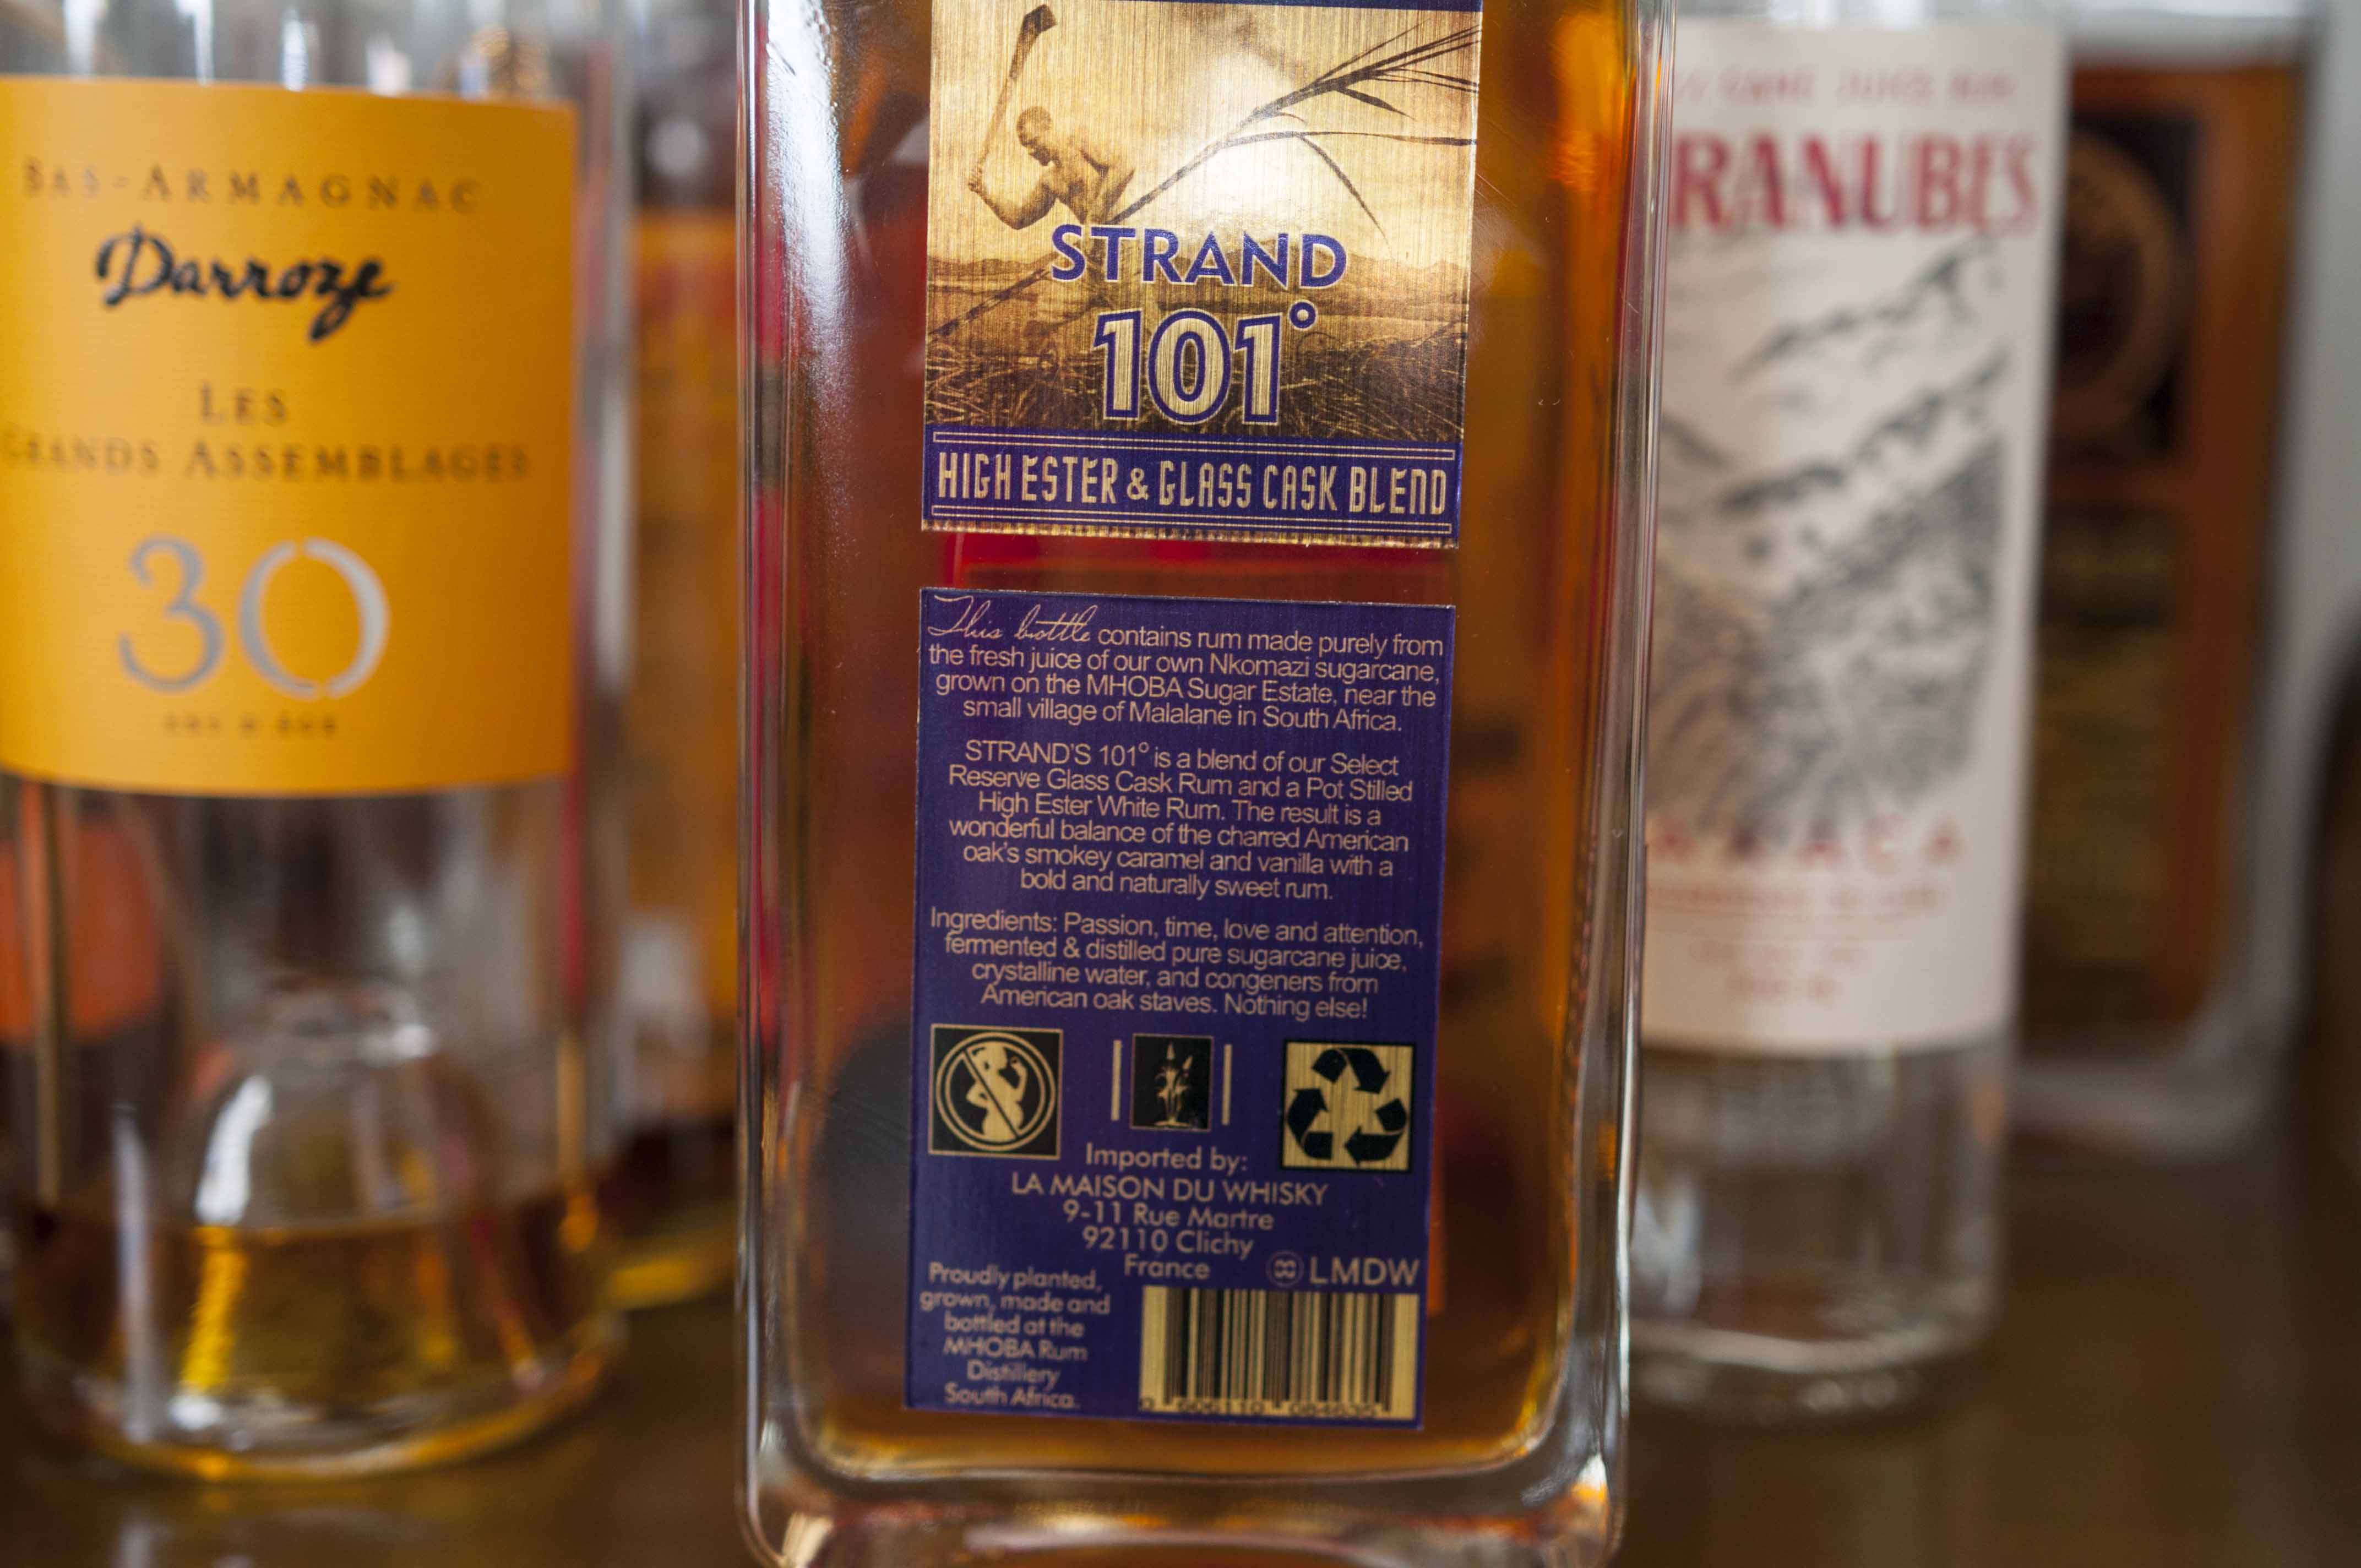 BAS-ARMAGNAC
Darroze
LES
GRANDS ASSEMBLAGES
30
ANS D'ÂGE
STRAND
101°
HIGH ESTER & GLASS CASK BLEND
This bottle contains rum made purely from
the fresh juice of our own Nkomazi sugarcane,
grown on the MHOBA Sugar Estate, near the
small village of Malalane in South Africa.
STRAND'S 101° is a blend of our Select
Reserve Glass Cask Rum and a Pot Stilled
High Ester White Rum. The result is a
wonderful balance of the charred American
oak's smokey caramel and vanilla with a
bold and naturally sweet rum.
Ingredients: Passion, time, love and attention,
fermented & distilled pure sugarcane juice,
crystalline water, and congeners from
American oak staves. Nothing else!
Imported by:
LA MAISON DU WHISKY
9-11 Rue Martre
92110 Clichy
France
LMDW
Proudly planted,
grown, made and
bottled at the
MHOBA Rum
Distillery
South Africa.
CANE JUICE RUM
RANUBES